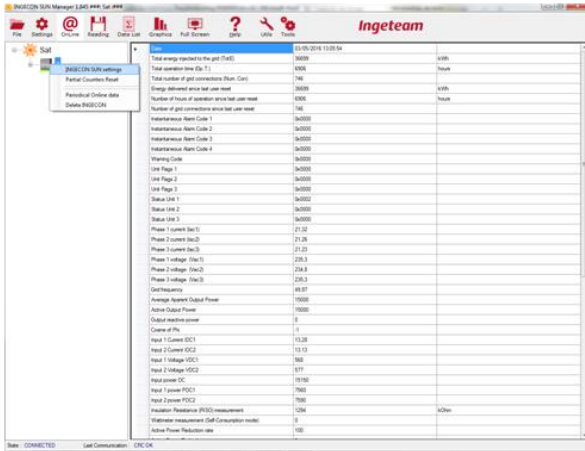 INGECON SUN Manager 3,845 ### Sat ###
File Settings OnLine Reading Data List Graphics Full Screen Help Utils Tools
Ingeteam
Sat
INGECON SUN settings
Partial Counters Reset
Periodical Online data
Delete INGECON
Date 03/05/2016 13:09:54
Total energy injected to the grid (TotE) 36689 kWh
Total operation time (Op. T.) 6906 hours
Total number of grid connections (Num. Con) 746
Energy delivered since last user reset 36689 kWh
Number of hours of operation since last user reset 6906 hours
Number of grid connections since last user reset 746
Instantaneous Alarm Code 1 0x0000
Instantaneous Alarm Code 2 0x0000
Instantaneous Alarm Code 3 0x0000
Instantaneous Alarm Code 4 0x0000
Warning Code 0x0000
Unit Flags 1 0x0000
Unit Flags 2 0x0000
Unit Flags 3 0x0000
Status Unit 1 0x0002
Status Unit 2 0x0000
Status Unit 3 0x0000
Phase 1 current (Iac1) 21,32
Phase 2 current (Iac2) 21,26
Phase 3 current (Iac3) 21,23
Phase 1 voltage (Vac1) 235,3
Phase 2 voltage (Vac2) 234,8
Phase 3 voltage (Vac3) 235,3
Grid frequency 49,97
Average Aparent Output Power 15000
Active Output Power 15000
Output reactive power 0
Cosine of Phi -1
Input 1 Current IDC1 13,28
Input 2 Current IDC2 13,13
Input 1 Voltage VDC1 568
Input 2 Voltage VDC2 577
Input power DC 15150
Input 1 power PDC1 7560
Input 2 power PDC2 7590
Insulation Resistance (RISO) measurement 1284 kOhm
Wattmeter measurement (Self-Consumption mode) 0
Active Power Reduction rate 100
State: CONNECTED Last Communication: CRC OK